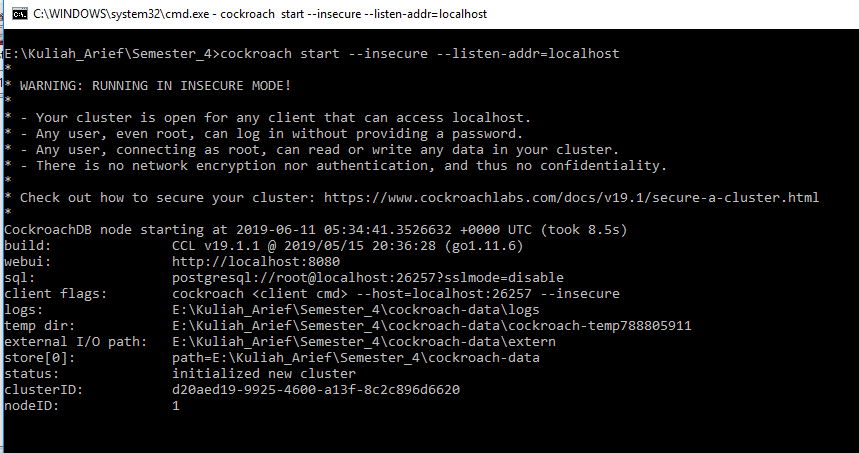 C:\WINDOWS\system32\cmd.exe - cockroach  start --insecure --listen-addr=localhost
E:\Kuliah_Arief\Semester_4>cockroach start --insecure --listen-addr=localhost
*
* WARNING: RUNNING IN INSECURE MODE!
*
* - Your cluster is open for any client that can access localhost.
* - Any user, even root, can log in without providing a password.
* - Any user, connecting as root, can read or write any data in your cluster.
* - There is no network encryption nor authentication, and thus no confidentiality.
*
* Check out how to secure your cluster: https://www.cockroachlabs.com/docs/v19.1/secure-a-cluster.html
*
CockroachDB node starting at 2019-06-11 05:34:41.3526632 +0000 UTC (took 8.5s)
build:               CCL v19.1.1 @ 2019/05/15 20:36:28 (go1.11.6)
webui:               http://localhost:8080
sql:                 postgresql://root@localhost:26257?sslmode=disable
client flags:        cockroach <client cmd> --host=localhost:26257 --insecure
logs:                E:\Kuliah_Arief\Semester_4\cockroach-data\logs
temp dir:            E:\Kuliah_Arief\Semester_4\cockroach-data\cockroach-temp788805911
external I/O path:   E:\Kuliah_Arief\Semester_4\cockroach-data\extern
store[0]:            path=E:\Kuliah_Arief\Semester_4\cockroach-data
status:              initialized new cluster
clusterID:           d20aed19-9925-4600-a13f-8c2c896d6620
nodeID:              1